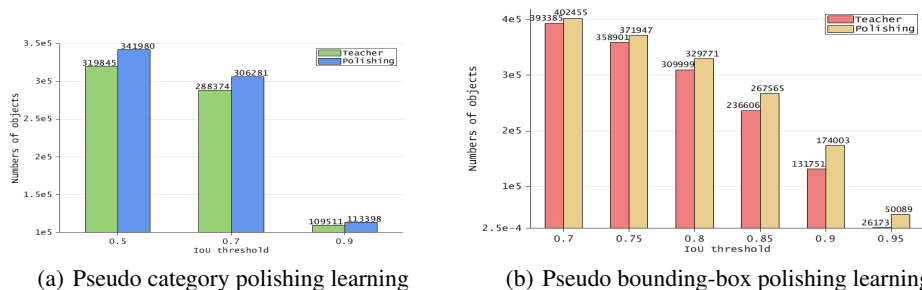 3.5e5
3e5
2.5e5
2e5
1.5e5
1e5
Numbers of objects
319845
341980
288374
306281
109511
113398
Teacher
Polishing
0.5
0.7
0.9
IoU threshold
(a) Pseudo category polishing learning
4e5
3e5
2e5
1e5
2.5e-4
Numbers of objects
393385
402455
358901
371947
309999
329771
236606
267565
131751
174003
26173
50089
Teacher
Polishing
0.7
0.75
0.8
0.85
0.9
0.95
IoU threshold
(b) Pseudo bounding-box polishing learning